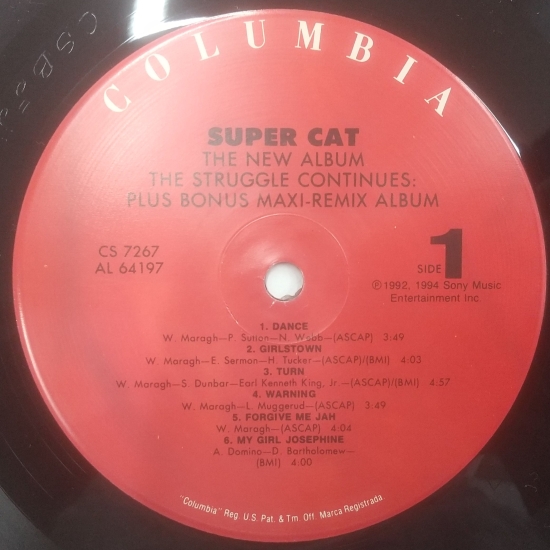 COLUMBIA
SUPER CAT
THE NEW ALBUM
THE STRUGGLE CONTINUES:
PLUS BONUS MAXI-REMIX ALBUM
CS 7267
AL 64197
SIDE 1
℗1992, 1994 Sony Music
Entertainment Inc.
1. DANCE
W. Maragh—P. Sutton—N. Webb—(ASCAP) 3:49
2. GIRLSTOWN
W. Maragh—E. Sermon—H. Tucker—(ASCAP)/(BMI) 4:03
3. TURN
W. Maragh—S. Dunbar—Earl Kenneth King, Jr.—(ASCAP)/(BMI) 4:57
4. WARNING
W. Maragh—L. Muggerud—(ASCAP) 3:49
5. FORGIVE ME JAH
W. Maragh—(ASCAP) 4:04
6. MY GIRL JOSEPHINE
A. Domino—D. Bartholomew—
(BMI) 4:00
"Columbia" Reg. U.S. Pat. & Tm. Off. Marca Registrada.